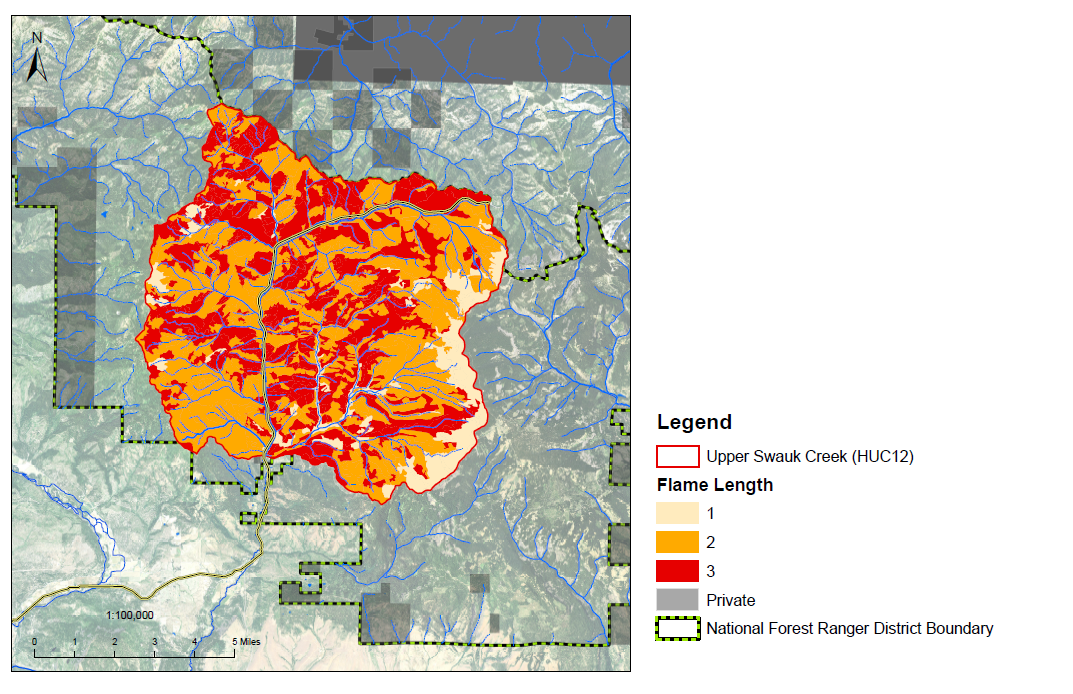 N
1:100,000
0 1 2 3 4 5 Miles
Legend
Upper Swauk Creek (HUC12)
Flame Length
1
2
3
Private
National Forest Ranger District Boundary